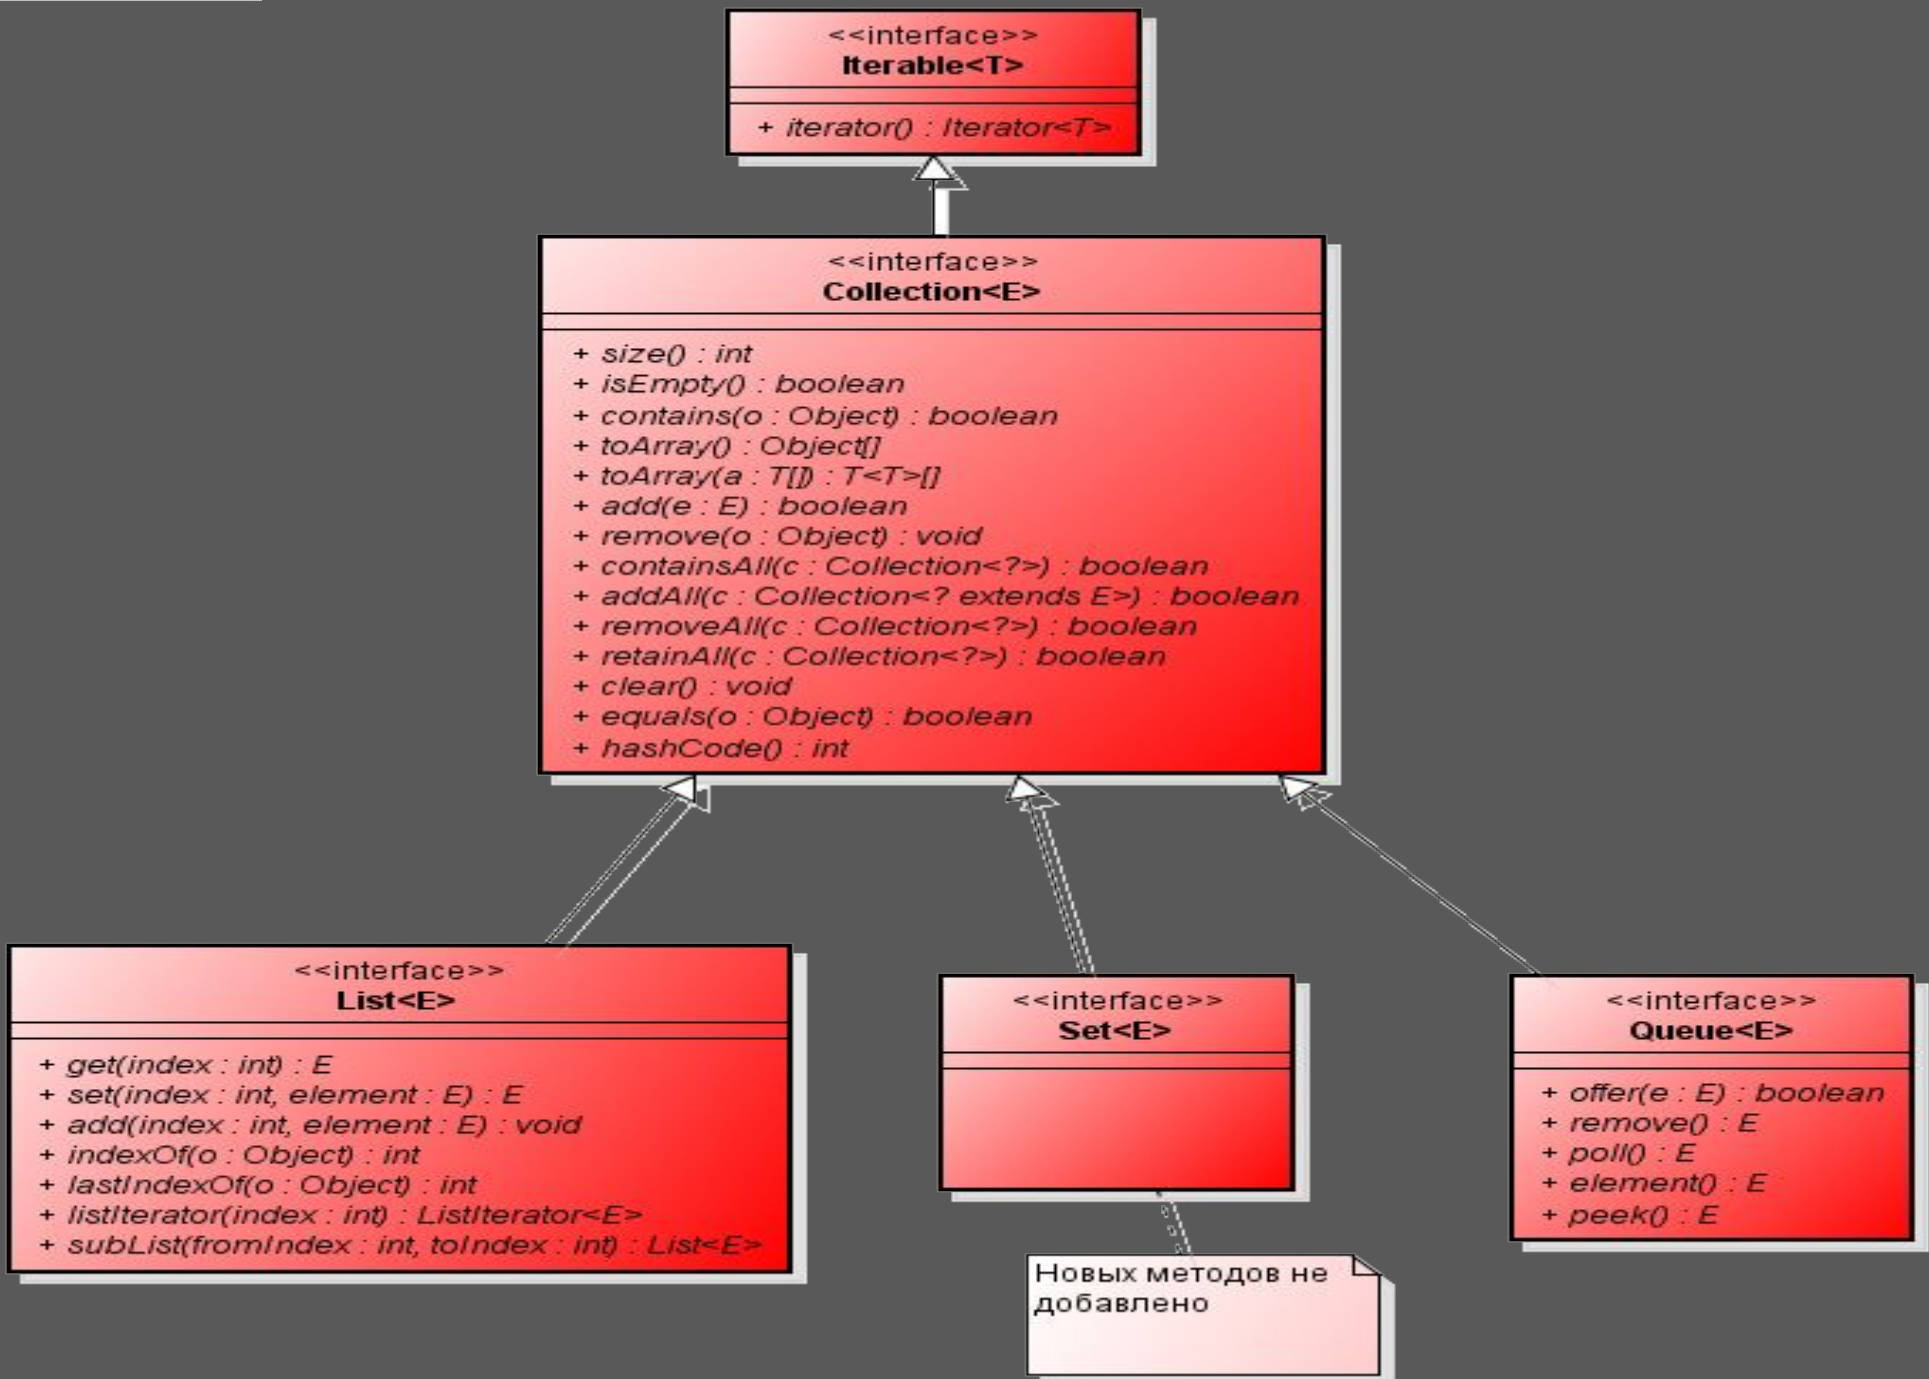 <<interface>>
Iterable<T>
+ iterator() : Iterator<T>
<<interface>>
Collection<E>
+ size() : int
+ isEmpty() : boolean
+ contains(o : Object) : boolean
+ toArray() : Object[]
+ toArray(a : T[]) : T<T>[]
+ add(e : E) : boolean
+ remove(o : Object) : void
+ containsAll(c : Collection<?>) : boolean
+ addAll(c : Collection<? extends E>) : boolean
+ removeAll(c : Collection<?>) : boolean
+ retainAll(c : Collection<?>) : boolean
+ clear() : void
+ equals(o : Object) : boolean
+ hashCode() : int
<<interface>>
List<E>
+ get(index : int) : E
+ set(index : int, element : E) : E
+ add(index : int, element : E) : void
+ indexOf(o : Object) : int
+ lastIndexOf(o : Object) : int
+ listIterator(index : int) : ListIterator<E>
+ subList(fromIndex : int, toIndex : int) : List<E>
<<interface>>
Set<E>
Новых методов не
добавлено
<<interface>>
Queue<E>
+ offer(e : E) : boolean
+ remove() : E
+ poll() : E
+ element() : E
+ peek() : E